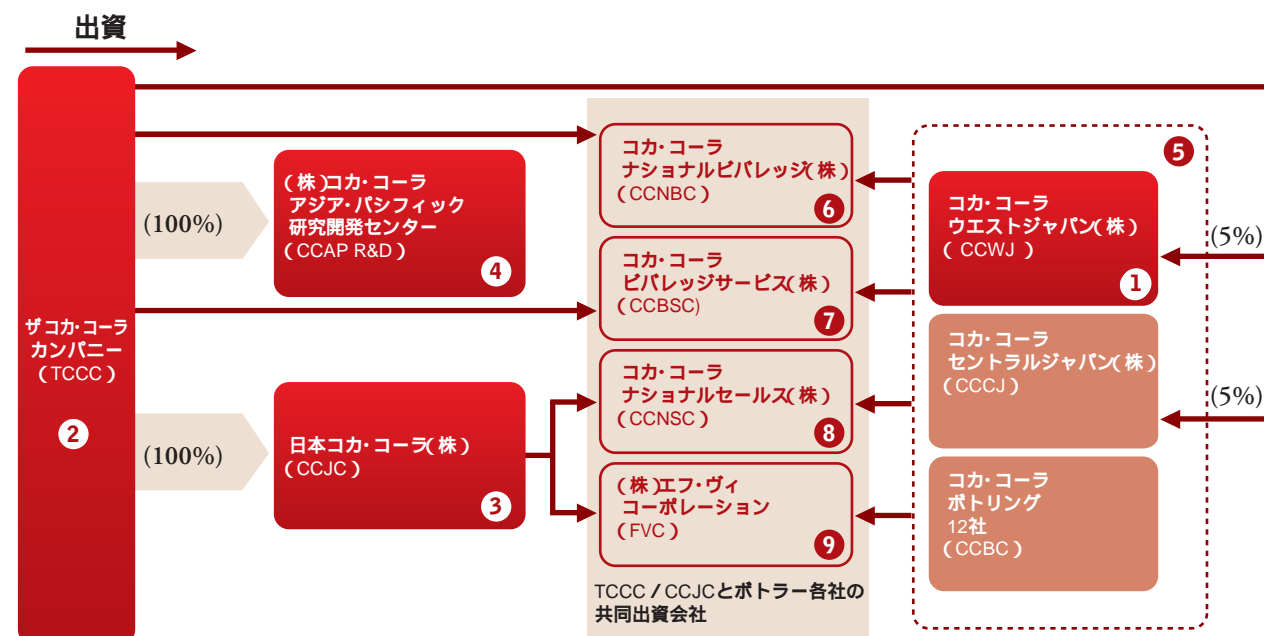 出資
ザ コカ・コーラ
カンパニー
(TCCC)
2
(100%)
(株)コカ・コーラ
アジア・パシフィック
研究開発センター
(CCAP R&D)
4
(100%)
日本コカ・コーラ(株)
(CCJC)
3
コカ・コーラ
ナショナルビバレッジ(株)
(CCNBC)
6
コカ・コーラ
ビバレッジサービス(株)
(CCBSC)
7
コカ・コーラ
ナショナルセールス(株)
(CCNSC)
8
(株)エフ・ヴィ
コーポレーション
(FVC)
9
TCCC/CCJCとボトラー各社の
共同出資会社
5
コカ・コーラ
ウエストジャパン(株)
(CCWJ)
1
(5%)
コカ・コーラ
セントラルジャパン(株)
(CCCJ)
(5%)
コカ・コーラ
ボトリング
12社
(CCBC)